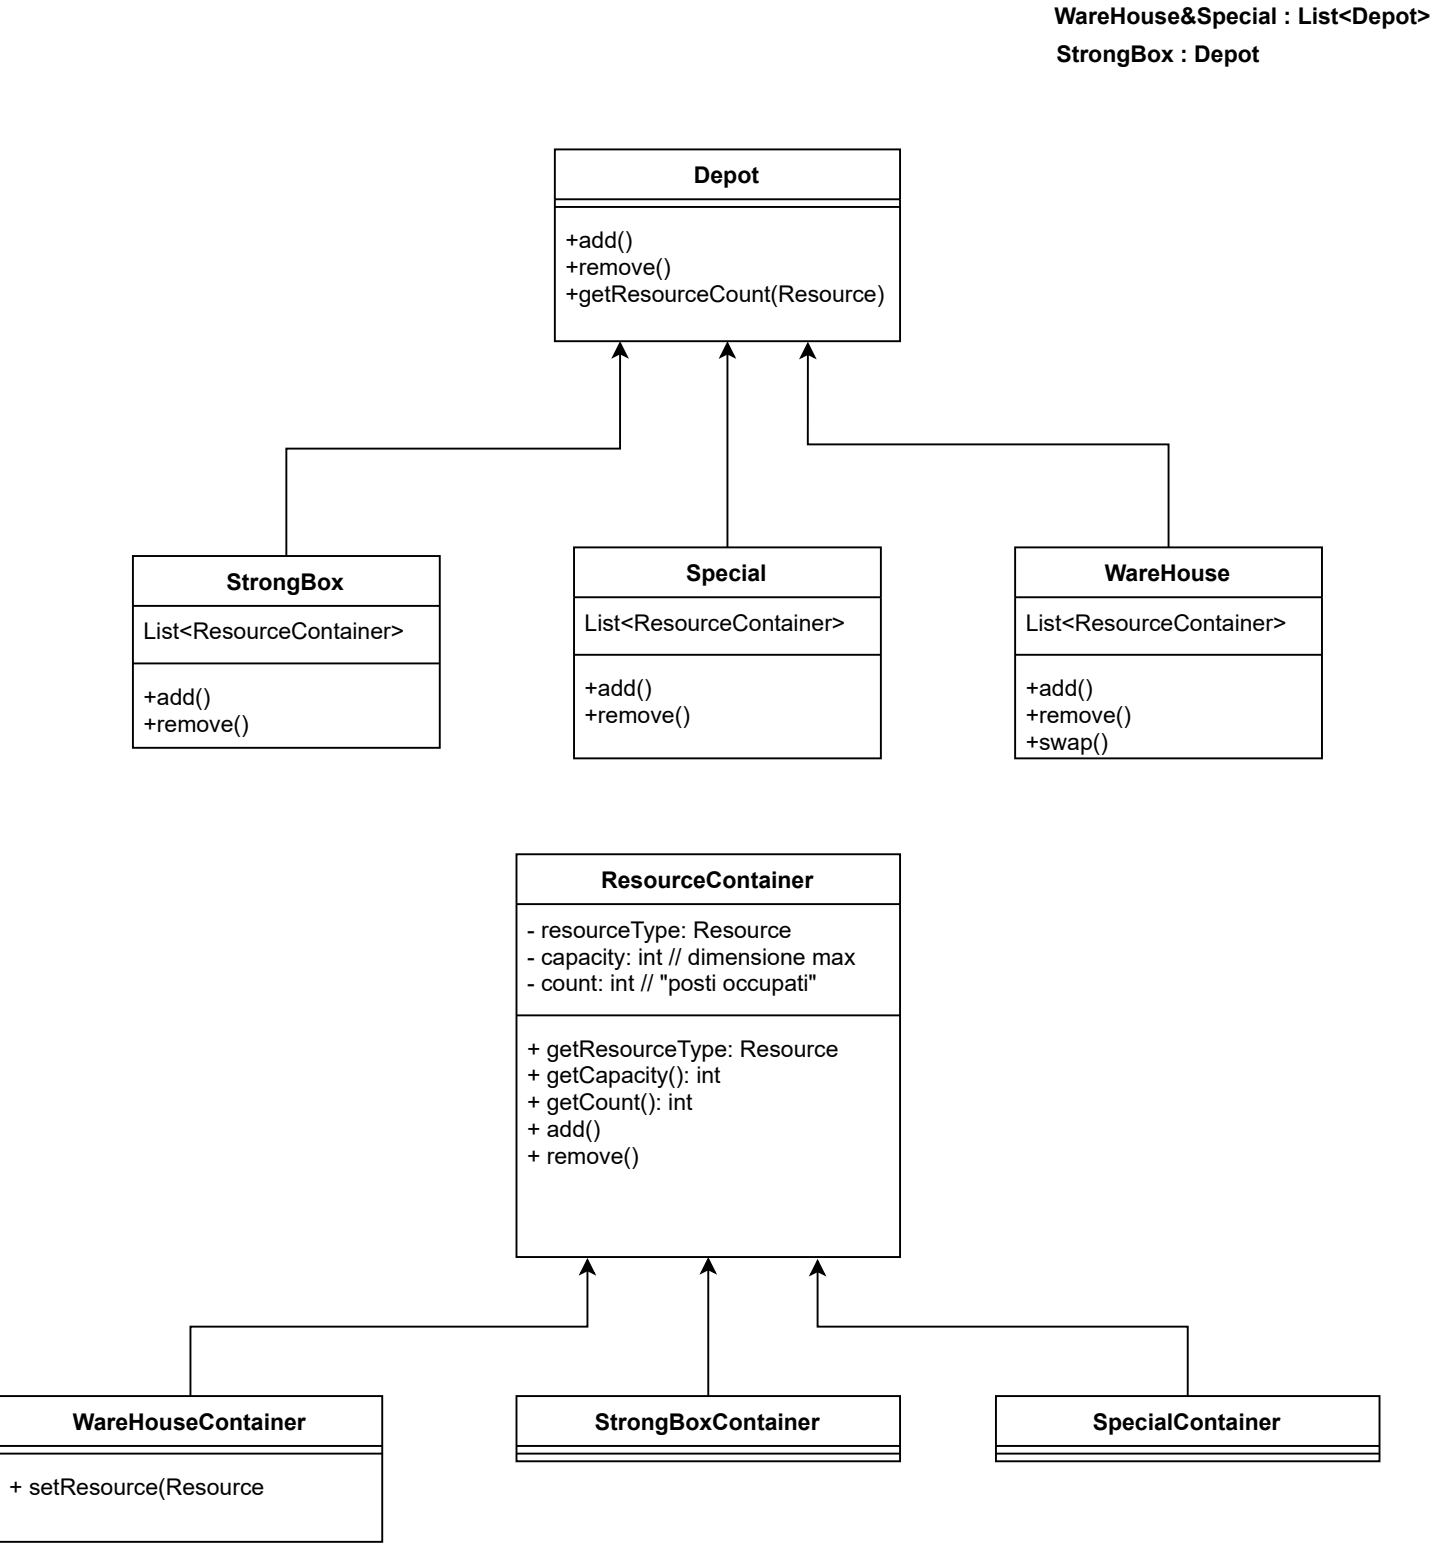 WareHouse&Special : List<Depot>
StrongBox : Depot
Depot
+add()
+remove()
+getResourceCount(Resource)
StrongBox
List<ResourceContainer>
+add()
+remove()
Special
List<ResourceContainer>
+add()
+remove()
WareHouse
List<ResourceContainer>
+add()
+remove()
+swap()
ResourceContainer
- resourceType: Resource
- capacity: int // dimensione max
- count: int // "posti occupati"
+ getResourceType: Resource
+ getCapacity(): int
+ getCount(): int
+ add()
+ remove()
WareHouseContainer
+ setResource(Resource
StrongBoxContainer
SpecialContainer